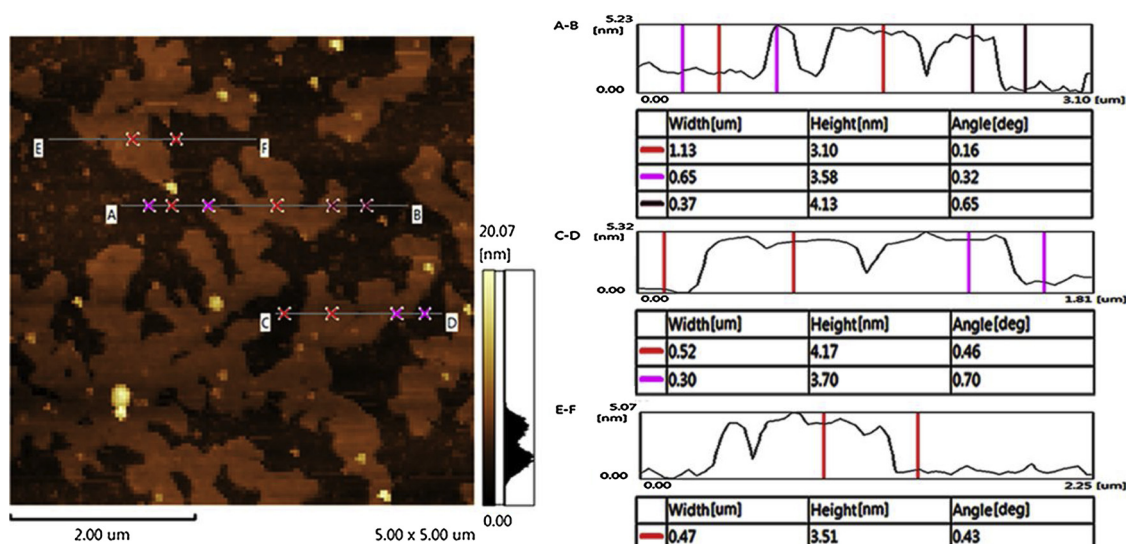 E
F
A
B
C
D
20.07
[nm]
0.00
2.00 um
5.00 x 5.00 um
A-B
5.23
[nm]
0.00
0.00
3.10 [um]
Width[um] Height[nm] Angle[deg]
1.13 3.10 0.16
0.65 3.58 0.32
0.37 4.13 0.65
C-D
5.32
[nm]
0.00
0.00
1.81 [um]
Width[um] Height[nm] Angle[deg]
0.52 4.17 0.46
0.30 3.70 0.70
E-F
5.07
[nm]
0.00
0.00
2.25 [um]
Width[um] Height[nm] Angle[deg]
0.47 3.51 0.43